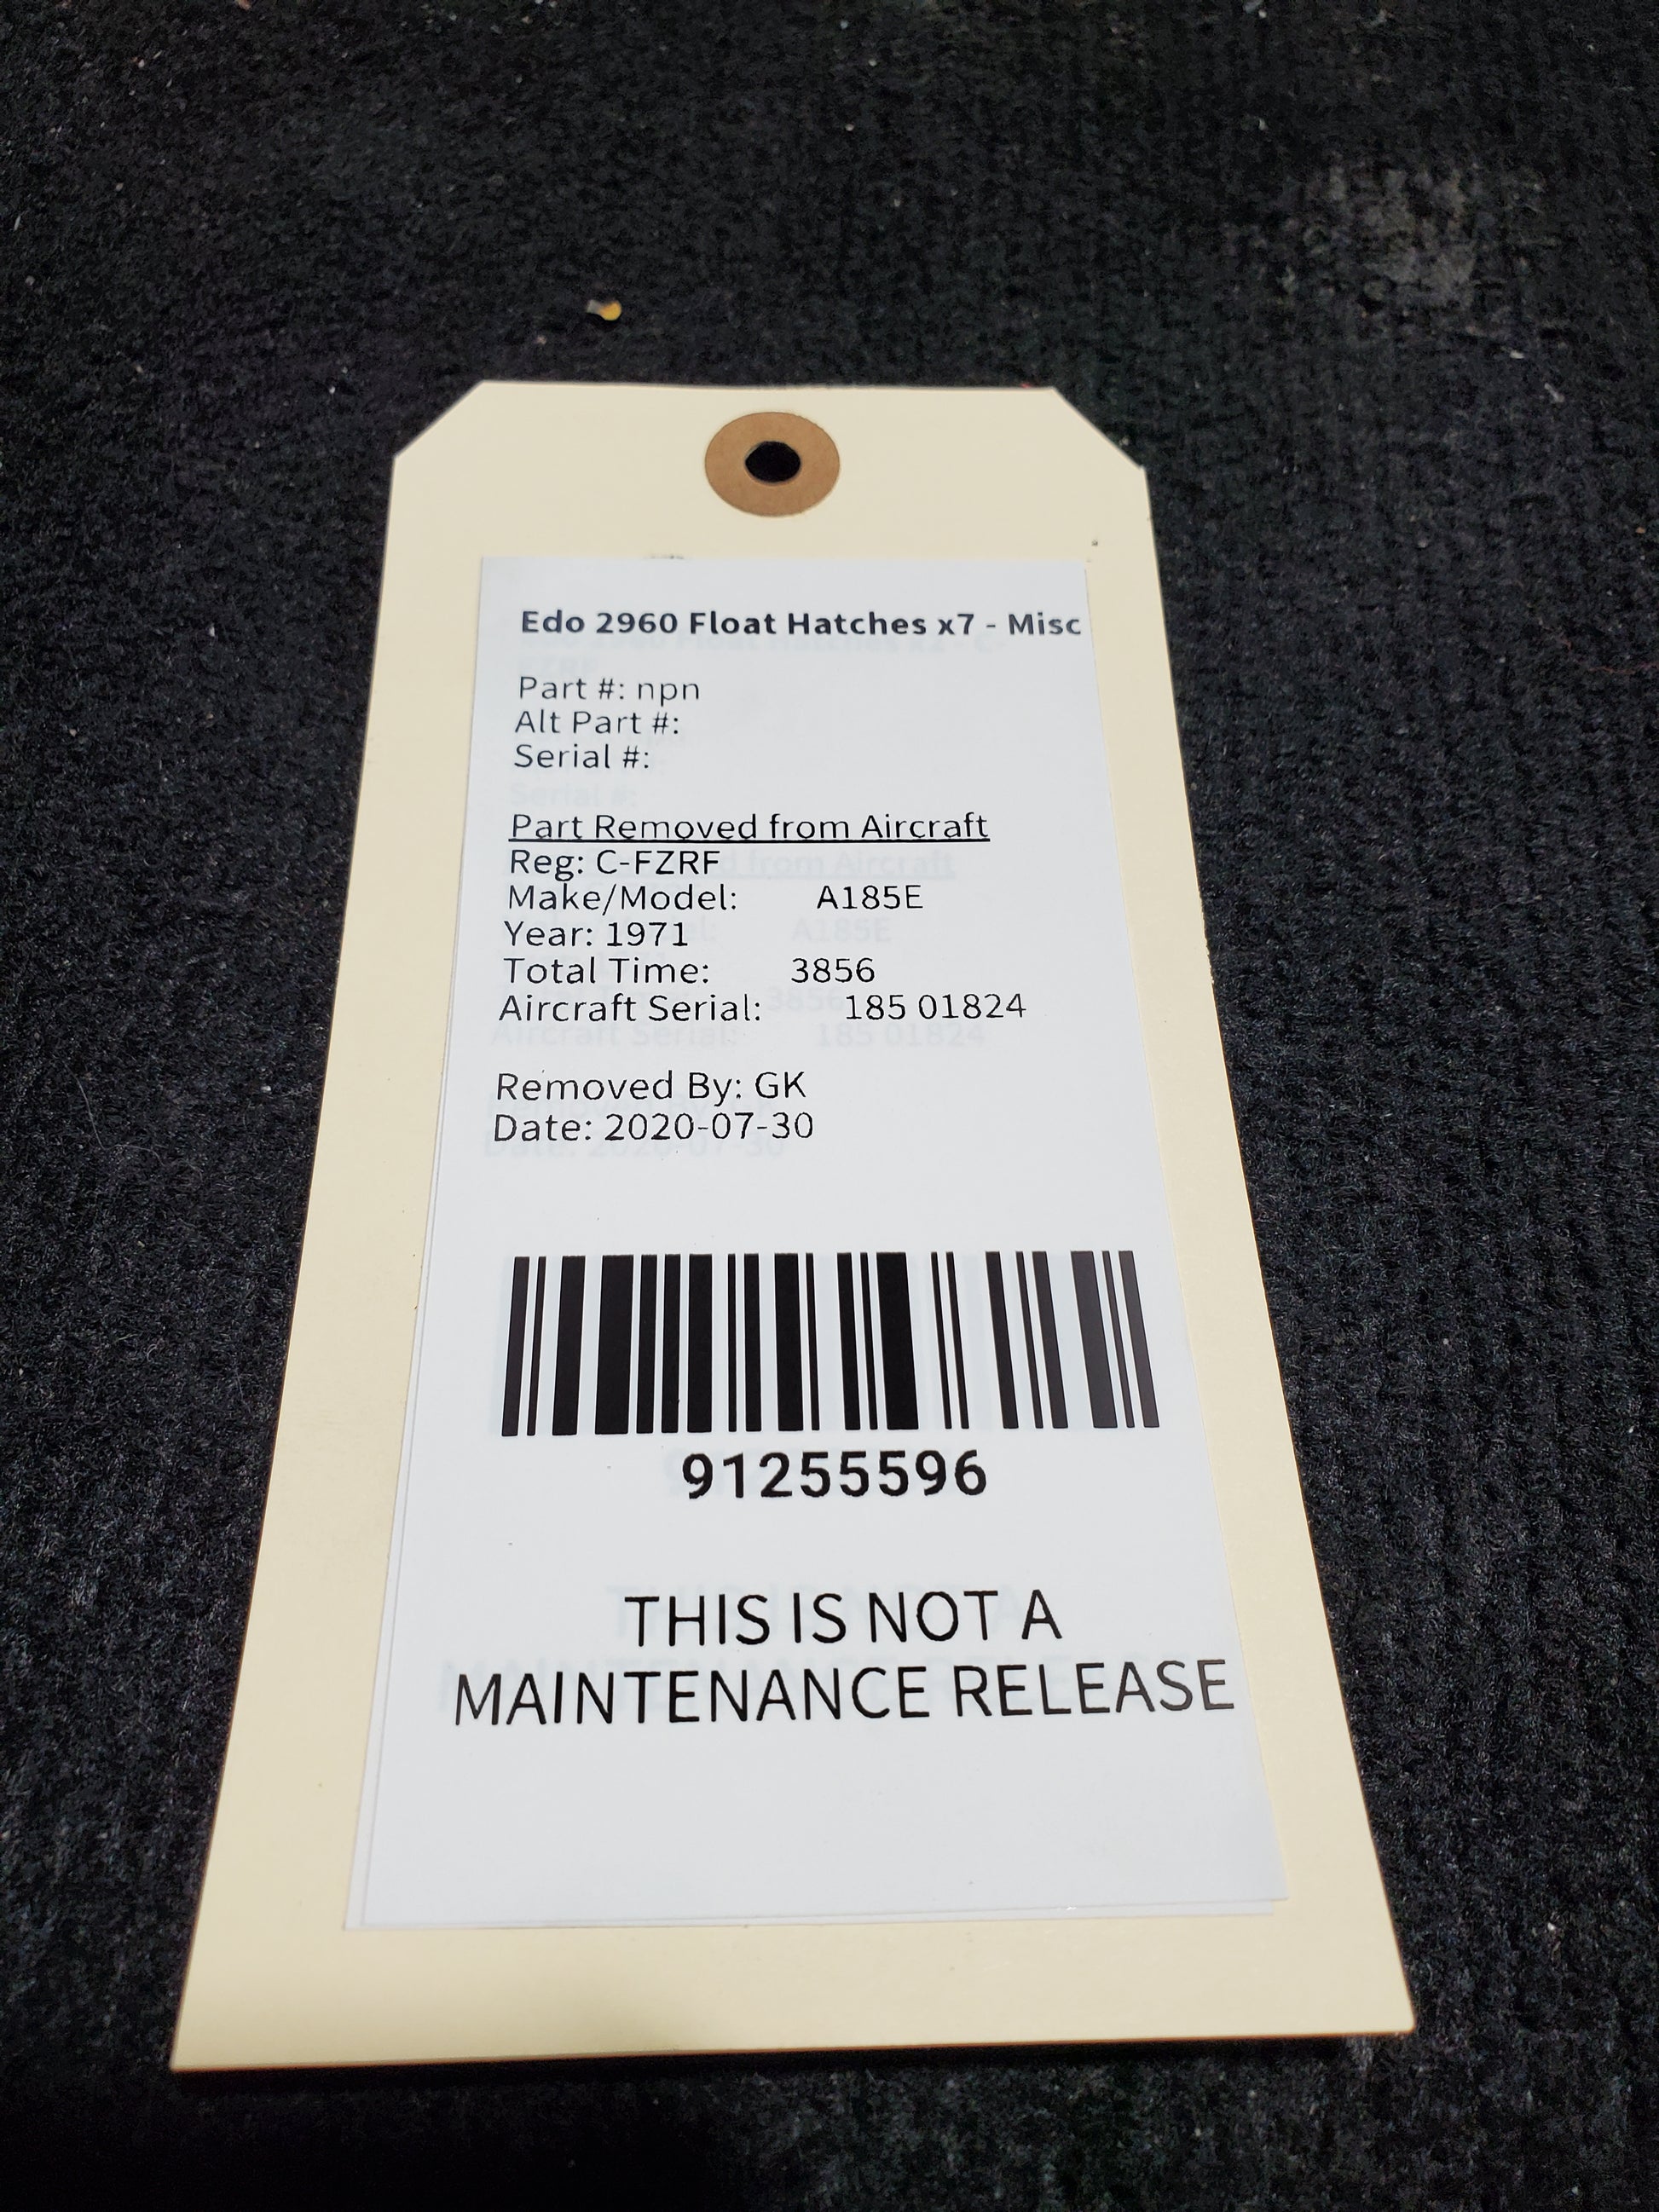 Edo 2960 Float Hatches x7 - Misc
Part #: npn
Alt Part #:
Serial #:
Part Removed from Aircraft
Reg: C-FZRF
Make/Model: A185E
Year: 1971
Total Time: 3856
Aircraft Serial: 185 01824
Removed By: GK
Date: 2020-07-30
91255596
THIS IS NOT A
MAINTENANCE RELEASE